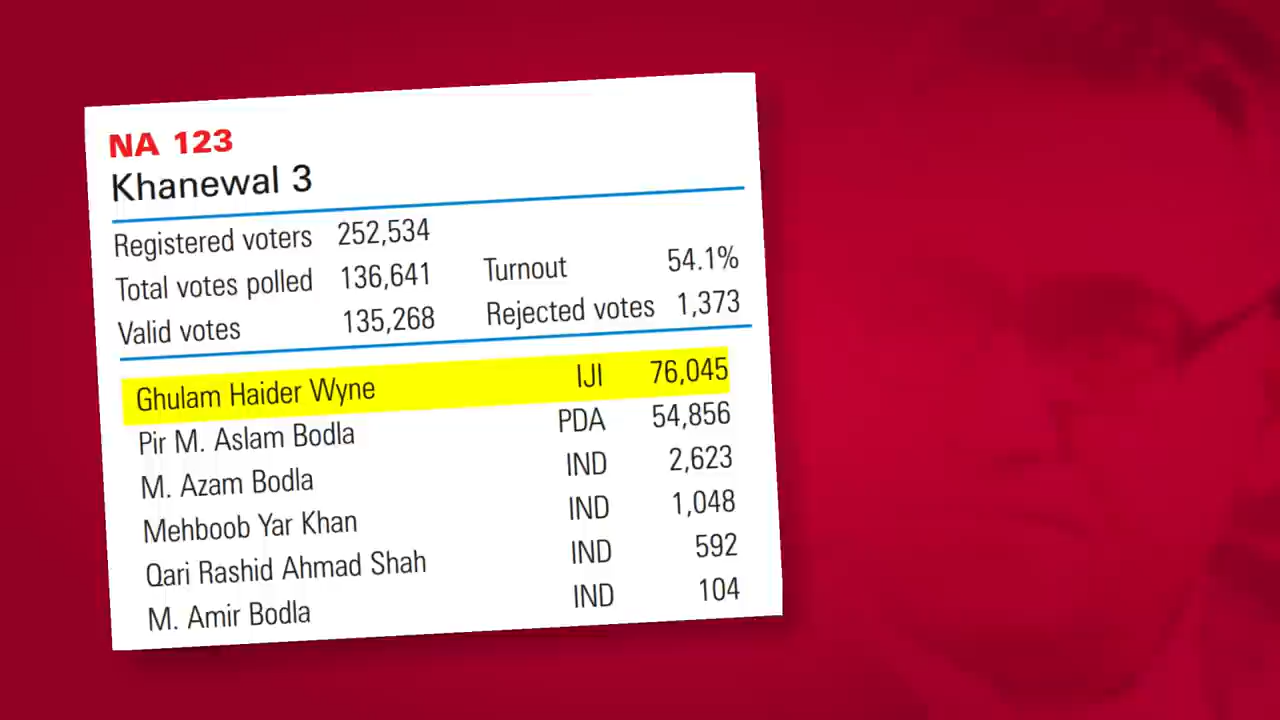 NA 123
Khanewal 3
Registered voters 252,534
Total votes polled 136,641 Turnout 54.1%
Valid votes 135,268 Rejected votes 1,373
Ghulam Haider Wyne IJI 76,045
Pir M. Aslam Bodla PDA 54,856
M. Azam Bodla IND 2,623
Mehboob Yar Khan IND 1,048
Qari Rashid Ahmad Shah IND 592
M. Amir Bodla IND 104